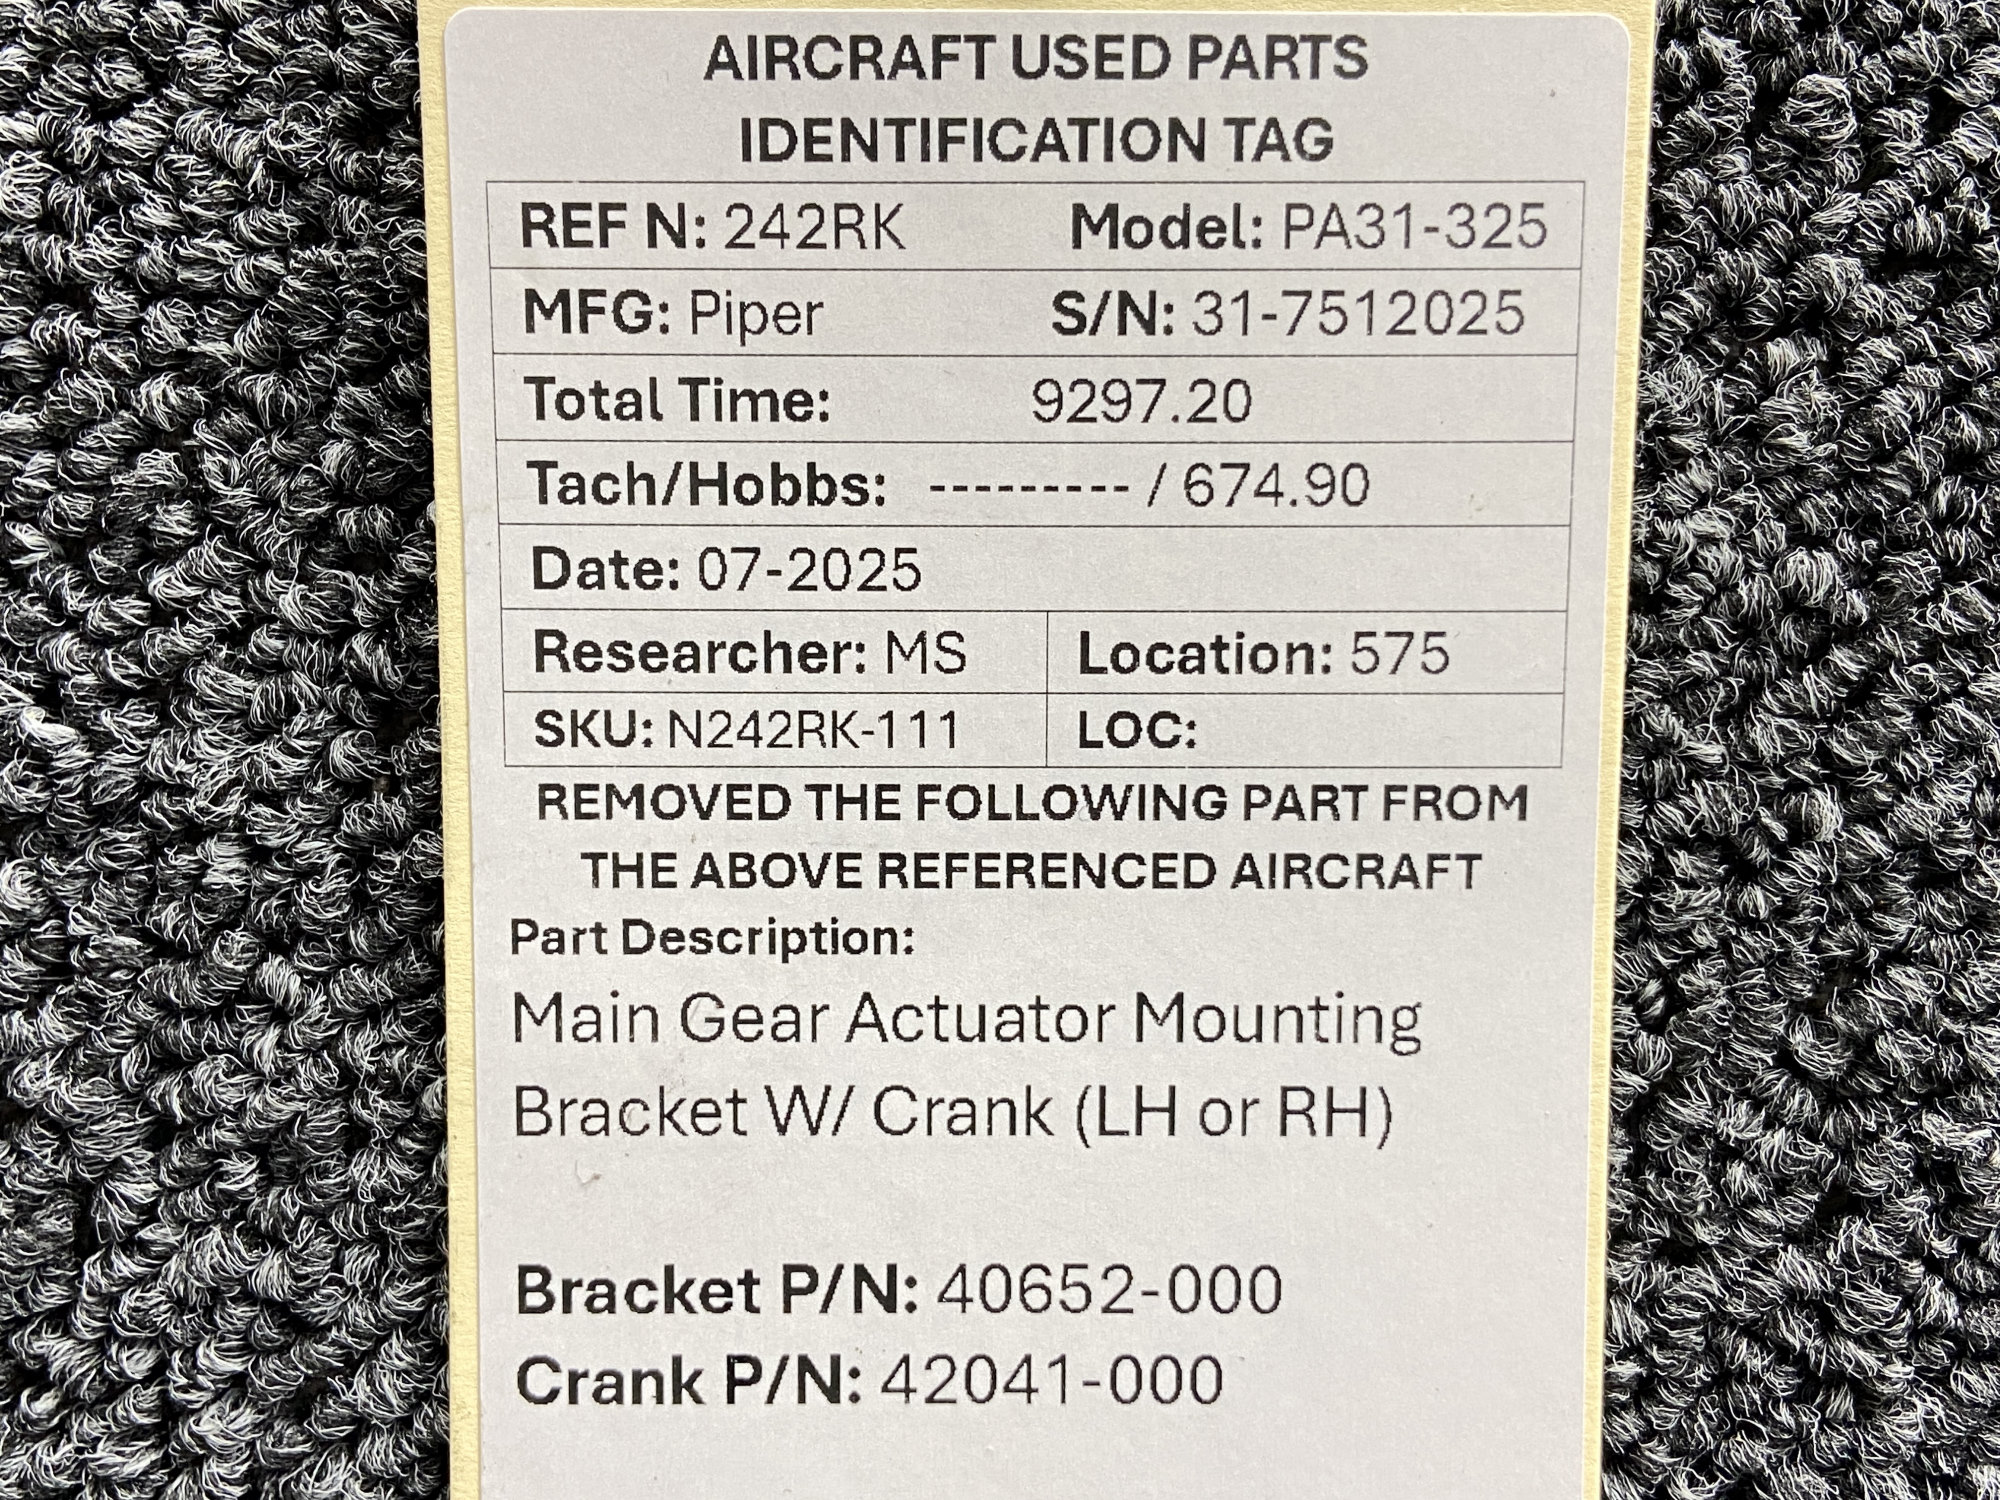 AIRCRAFT USED PARTS
IDENTIFICATION TAG
REF N: 242RK Model: PA31-325
MFG: Piper S/N: 31-7512025
Total Time: 9297.20
Tach/Hobbs: --------- / 674.90
Date: 07-2025
Researcher: MS Location: 575
SKU: N242RK-111 LOC:
REMOVED THE FOLLOWING PART FROM
THE ABOVE REFERENCED AIRCRAFT
Part Description:
Main Gear Actuator Mounting
Bracket W/ Crank (LH or RH)
Bracket P/N: 40652-000
Crank P/N: 42041-000